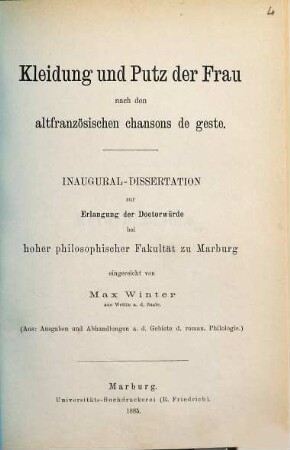 4
Kleidung und Putz der Frau
nach den
altfranzösischen chansons de geste.
INAUGURAL-DISSERTATION
zur
Erlangung der Doctorwürde
bei
hoher philosophischer Fakultät zu Marburg
eingereicht von
Max Winter
aus Wettin a. d. Saale.
(Aus: Ausgaben und Abhandlungen a. d. Gebiete d. roman. Philologie.)
Marburg.
Universitäts-Buchdruckerei (R. Friedrich).
1885.